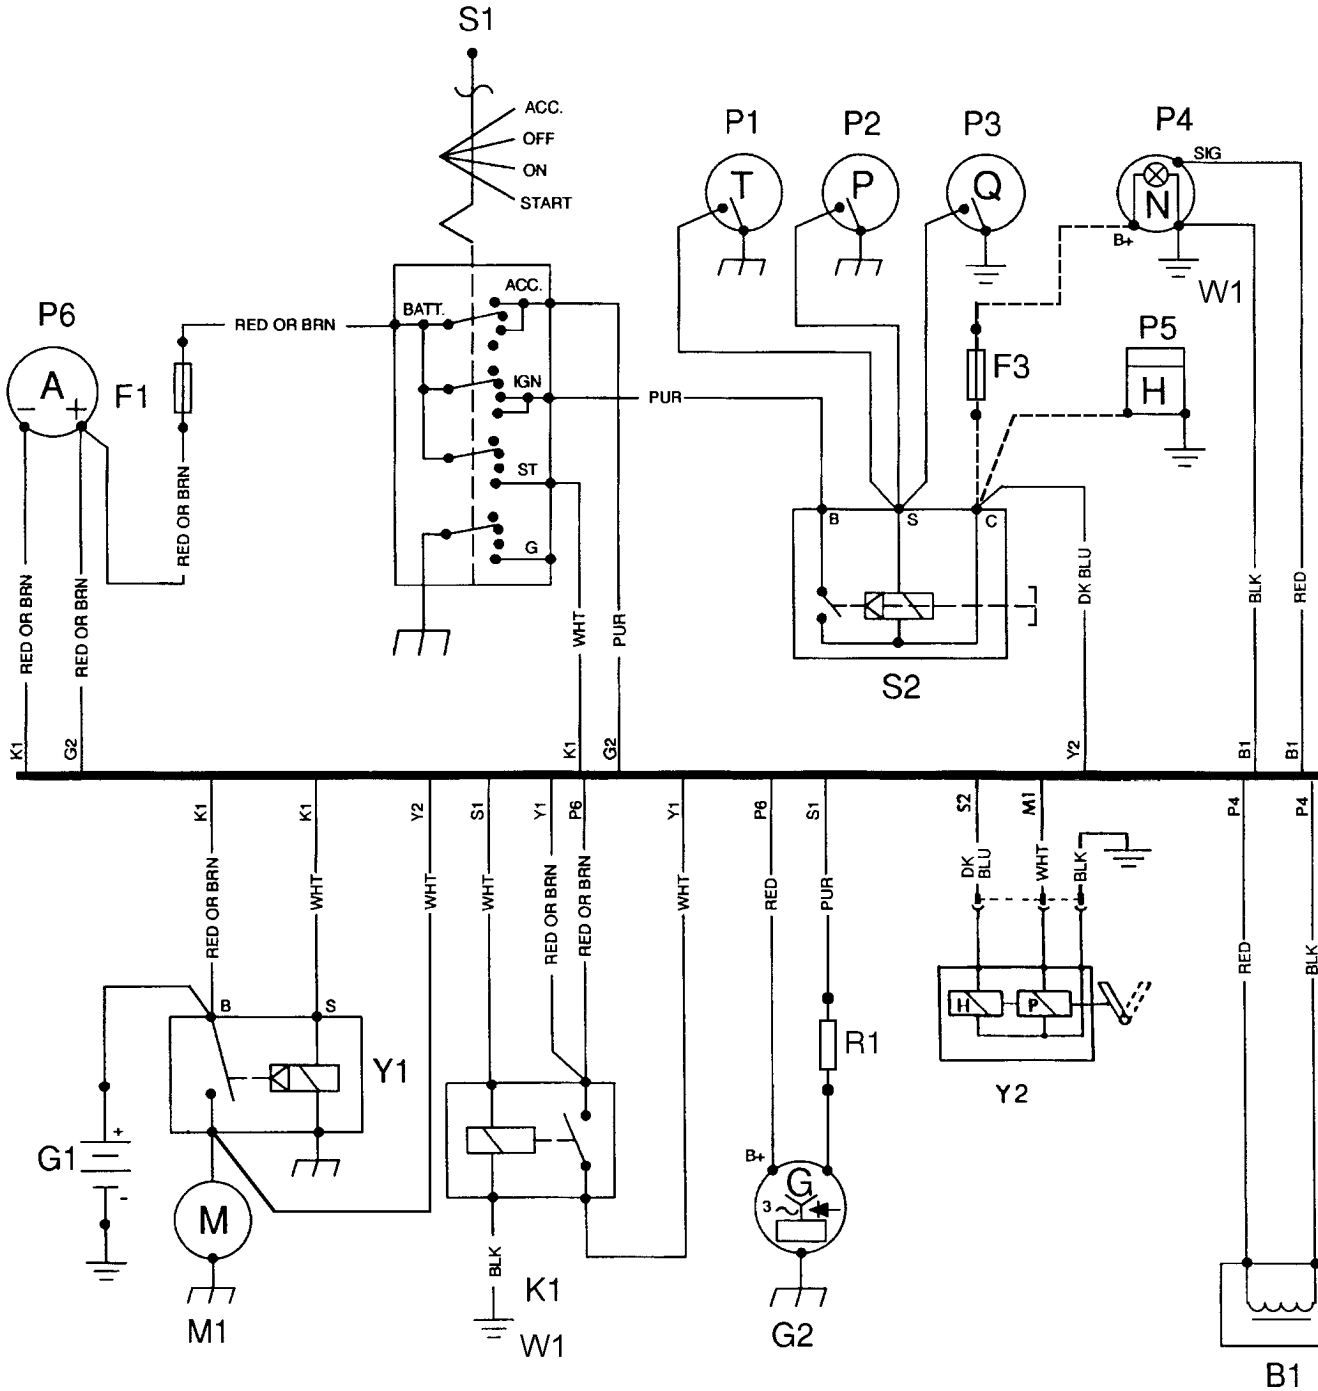 S1
ACC.
OFF
ON
START
P1
P2
P3
P4
T
P
Q
N
SIG
B+
W1
P6
A
- +
F1
RED OR BRN
RED OR BRN
BATT.
ACC.
IGN
ST
G
PUR
F3
P5
H
B
S
C
S2
RED OR BRN
RED OR BRN
WHT
PUR
DK BLU
BLK
RED
K1
G2
K1
G2
Y2
B1
B1
K1
K1
Y2
S1
Y1
P6
Y1
P6
S1
S2
M1
P4
P4
RED OR BRN
WHT
WHT
WHT
RED OR BRN
RED OR BRN
WHT
RED
PUR
DK BLU
WHT
BLK
RED
BLK
B
S
Y1
G1
+
-
M
M1
BLK
K1
W1
R1
B+
G
3
G2
H
P
Y2
B1